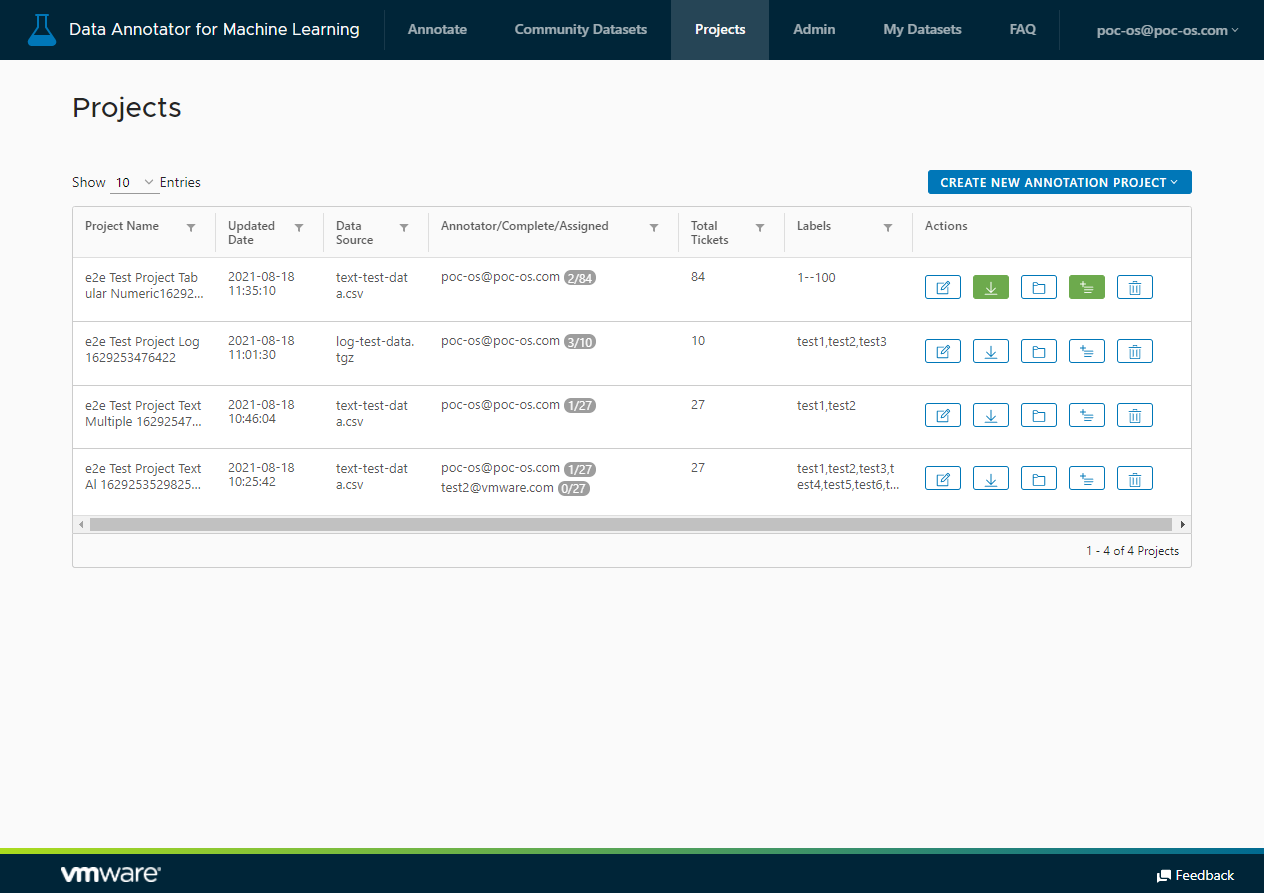 Data Annotator for Machine Learning
Annotate
Community Datasets
Projects
Admin
My Datasets
FAQ
poc-os@poc-os.com
Projects
Show 10 Entries
CREATE NEW ANNOTATION PROJECT
Project Name
Updated
Date
Data
Source
Annotator/Complete/Assigned
Total
Tickets
Labels
Actions
e2e Test Project Tab
ular Numeric16292...
2021-08-18
11:35:10
text-test-dat
a.csv
poc-os@poc-os.com 2/84
84
1--100
e2e Test Project Log
1629253476422
2021-08-18
11:01:30
log-test-data.
tgz
poc-os@poc-os.com 3/10
10
test1,test2,test3
e2e Test Project Text
Multiple 16292547...
2021-08-18
10:46:04
text-test-dat
a.csv
poc-os@poc-os.com 1/27
27
test1,test2
e2e Test Project Text
Al 1629253529825...
2021-08-18
10:25:42
text-test-dat
a.csv
poc-os@poc-os.com 1/27
test2@vmware.com 0/27
27
test1,test2,test3,t
est4,test5,test6,t...
1 - 4 of 4 Projects
vmware
Feedback